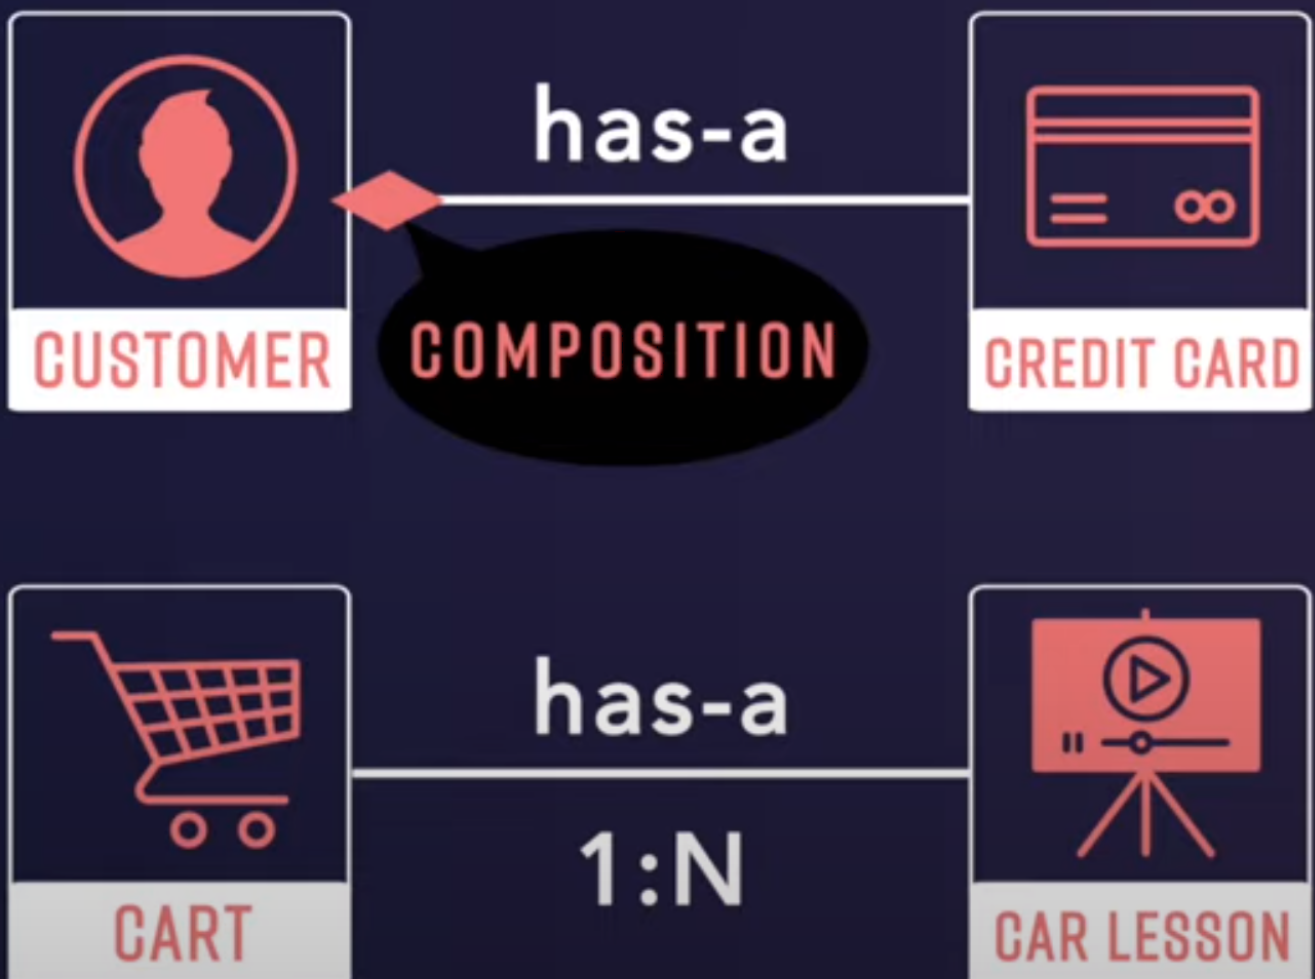 has-a
CUSTOMER
COMPOSITION
CREDIT CARD
has-a
1:N
CART
CAR LESSON